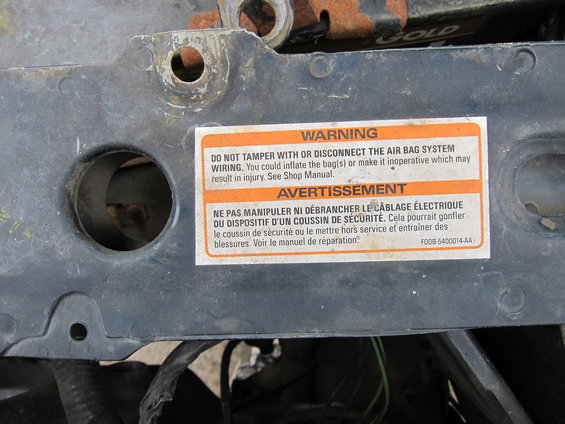 GOLD
WARNING
DO NOT TAMPER WITH OR DISCONNECT THE AIR BAG SYSTEM
WIRING. You could inflate the bag(s) or make it inoperative which may
result in injury. See Shop Manual.
AVERTISSEMENT
NE PAS MANIPULER NI DÉBRANCHER LE CÂBLAGE ÉLECTRIQUE
DU DISPOSITIF D'UN COUSSIN DE SÉCURITÉ. Cela pourrait gonfler
le coussin de sécurité ou le mettre hors service et entraîner des
blessures. Voir le manuel de réparation.
F00B-5400014-AA